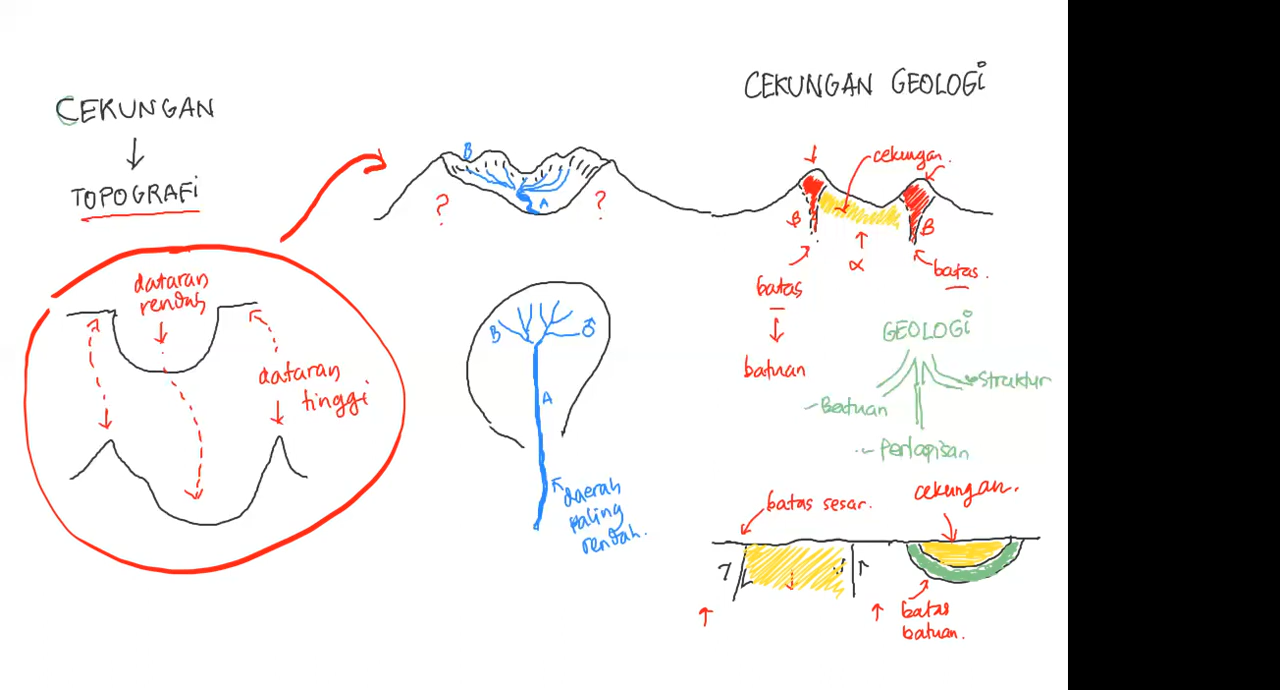 CEKUNGAN
TOPOGRAFi
dataran
rendah
dataran
tinggi
B
A
?
?
B
A
daerah
paling
rendah.
CEKUNGAN GEOLOGi
cekungan.
B
B
α
batas
batas.
batuan
GEOLOGi
Struktur
- Batuan
- Perlapisan
batas sesar.
cekungan.
batas
batuan.